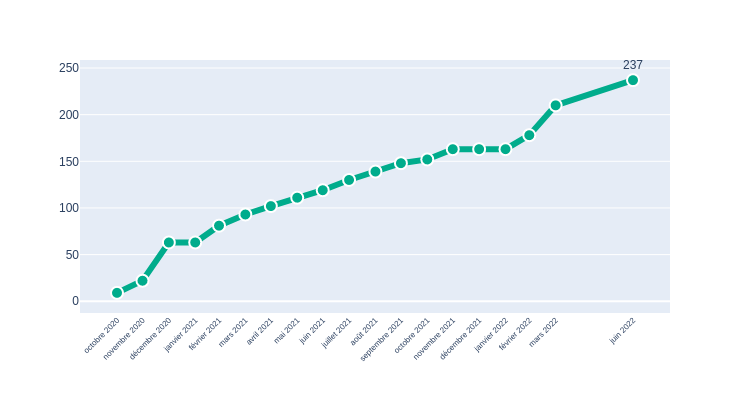 237
250
200
150
100
50
0
octobre 2020
novembre 2020
décembre 2020
janvier 2021
février 2021
mars 2021
avril 2021
mai 2021
juin 2021
juillet 2021
août 2021
septembre 2021
octobre 2021
novembre 2021
décembre 2021
janvier 2022
février 2022
mars 2022
juin 2022